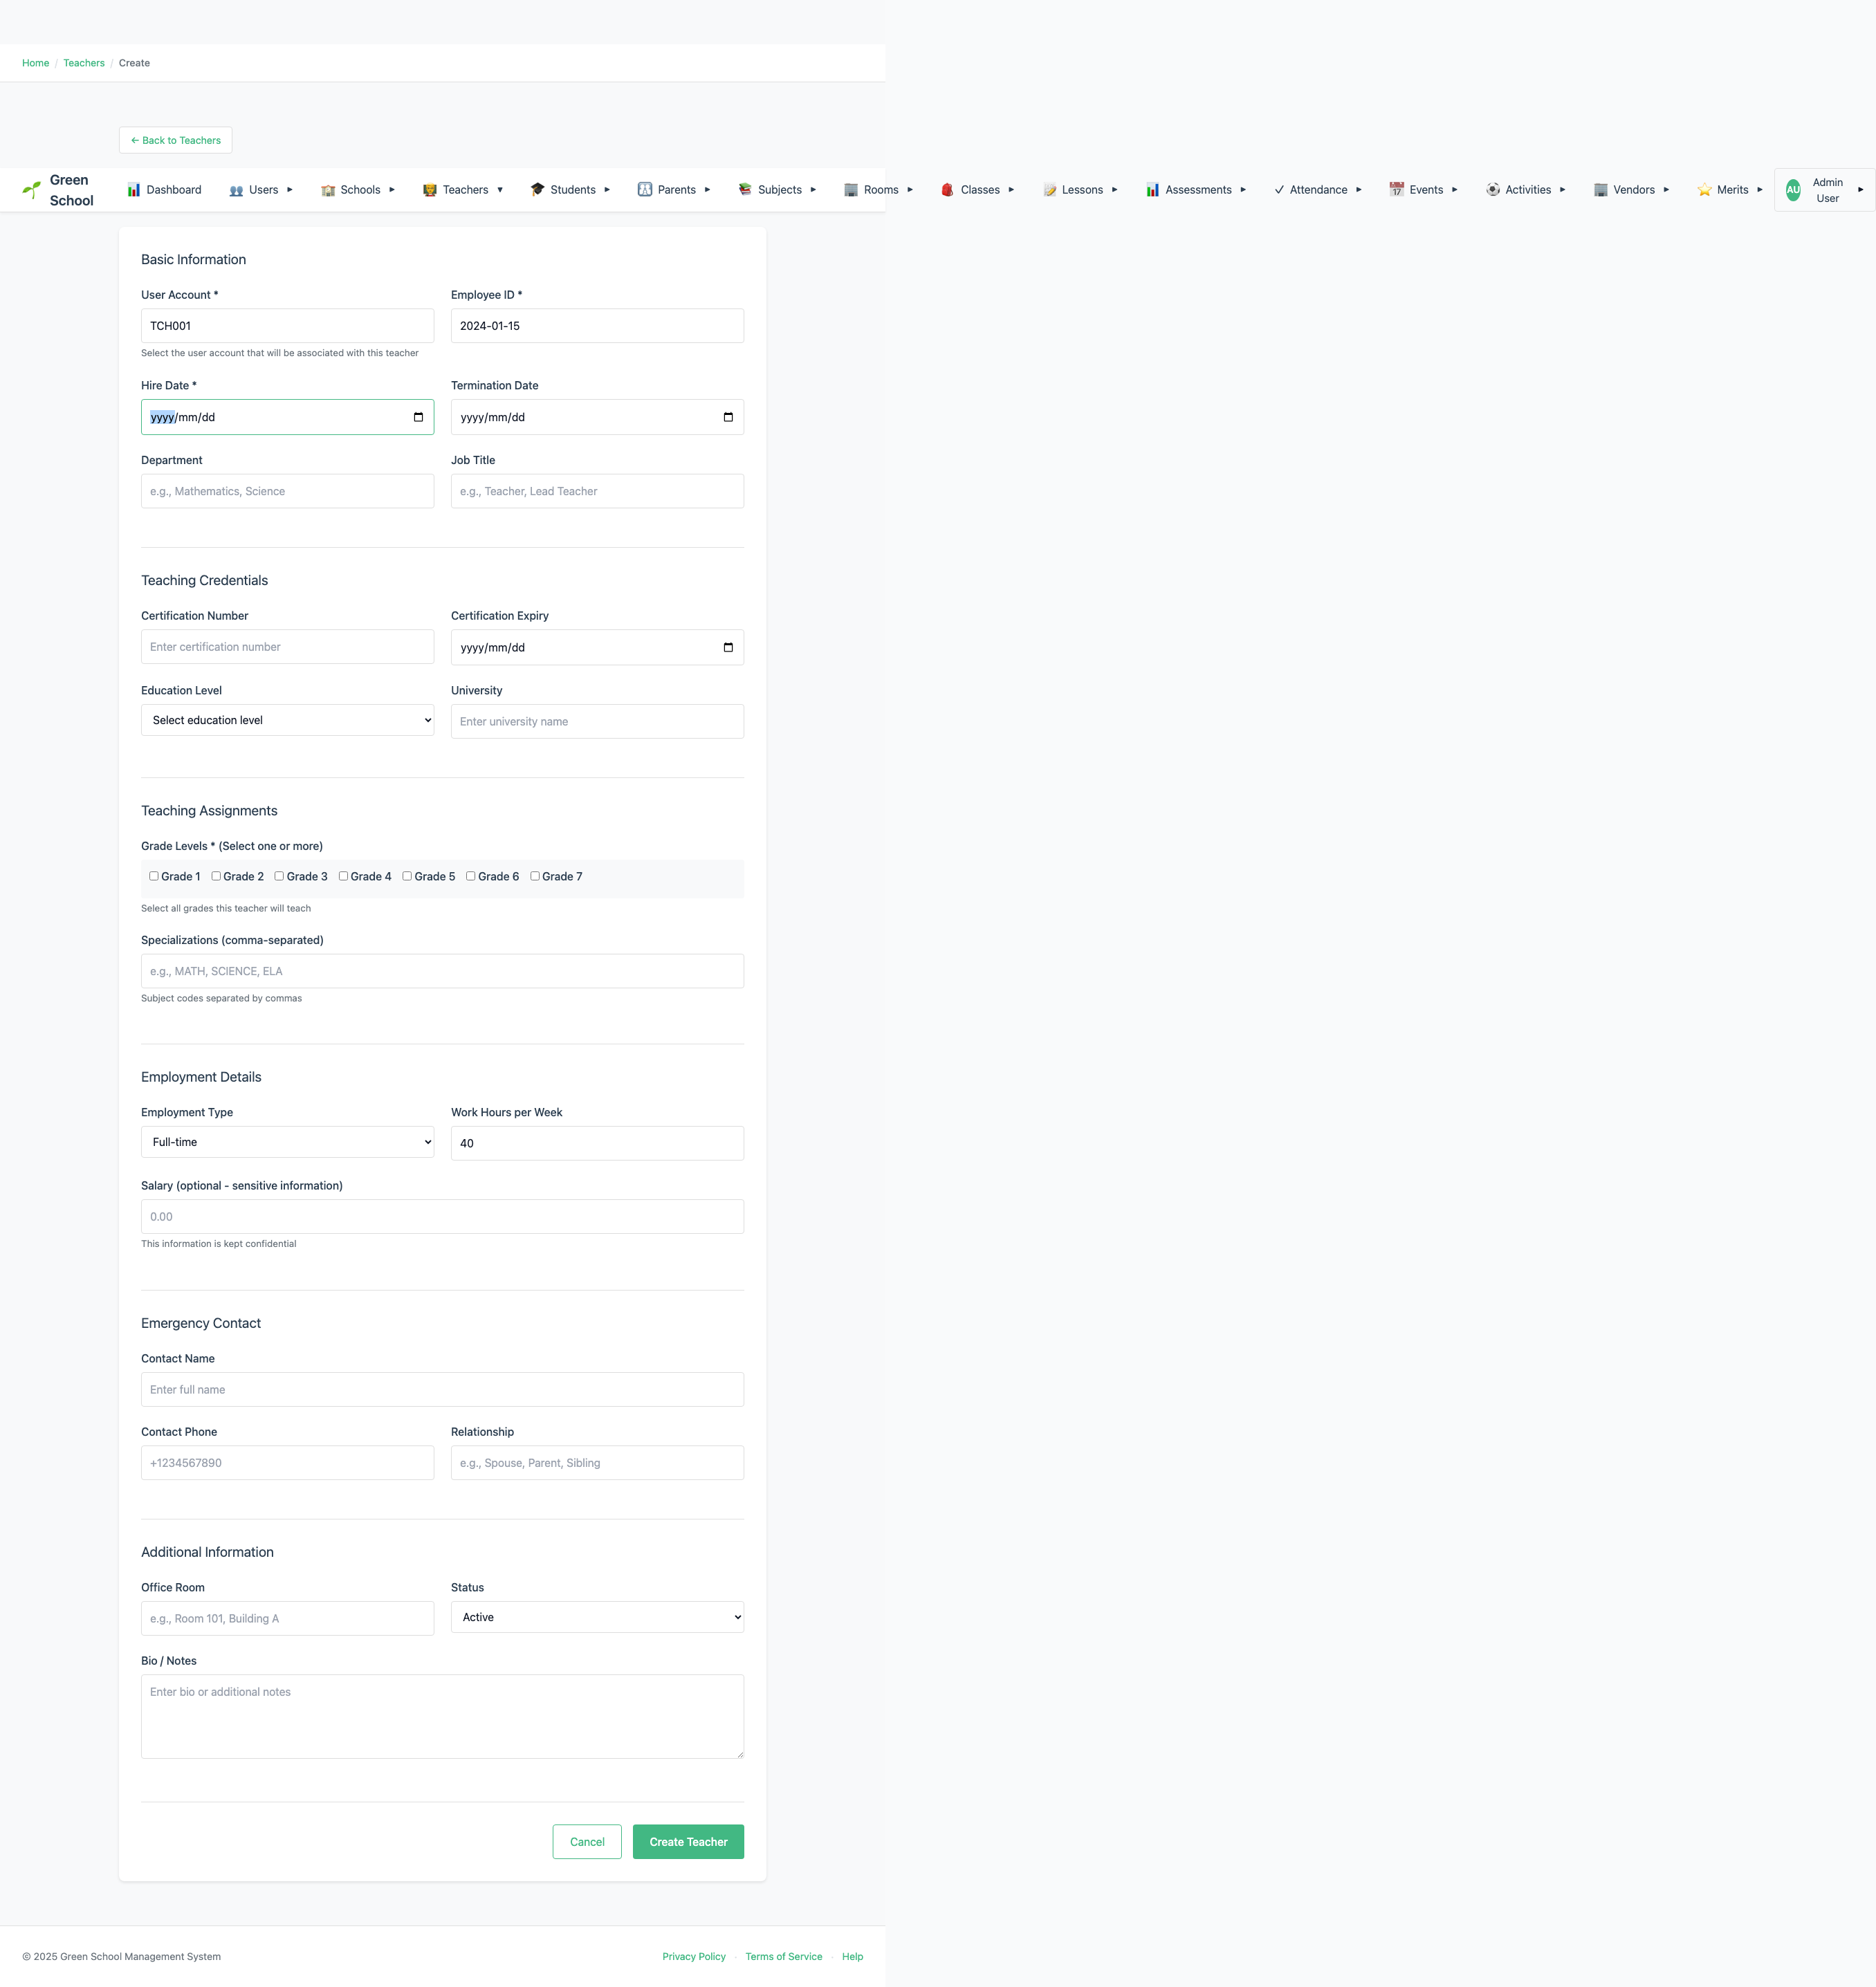 Home / Teachers / Create
← Back to Teachers
Green School
Dashboard
Users ▸
Schools ▸
Teachers ▾
Students ▸
Parents ▸
Subjects ▸
Rooms ▸
Classes ▸
Lessons ▸
Assessments ▸
✓ Attendance ▸
Events ▸
Activities ▸
Vendors ▸
Merits ▸
AU Admin User ▸
Basic Information
User Account * Employee ID *
TCH001 2024-01-15
Select the user account that will be associated with this teacher
Hire Date * Termination Date
yyyy/mm/dd yyyy/mm/dd
Department Job Title
e.g., Mathematics, Science e.g., Teacher, Lead Teacher
Teaching Credentials
Certification Number Certification Expiry
Enter certification number yyyy/mm/dd
Education Level University
Select education level Enter university name
Teaching Assignments
Grade Levels * (Select one or more)
Grade 1 Grade 2 Grade 3 Grade 4 Grade 5 Grade 6 Grade 7
Select all grades this teacher will teach
Specializations (comma-separated)
e.g., MATH, SCIENCE, ELA
Subject codes separated by commas
Employment Details
Employment Type Work Hours per Week
Full-time 40
Salary (optional - sensitive information)
0.00
This information is kept confidential
Emergency Contact
Contact Name
Enter full name
Contact Phone Relationship
+1234567890 e.g., Spouse, Parent, Sibling
Additional Information
Office Room Status
e.g., Room 101, Building A Active
Bio / Notes
Enter bio or additional notes
Cancel Create Teacher
© 2025 Green School Management System Privacy Policy · Terms of Service · Help